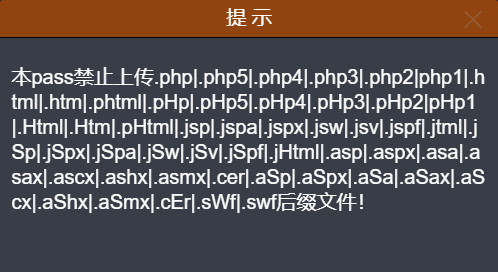 提示
本pass禁止上传.php|.php5|.php4|.php3|.php2|php1|.h
tml|.htm|.phtml|.pHp|.pHp5|.pHp4|.pHp3|.pHp2|pHp1
|.Html|.Htm|.pHtml|.jsp|.jspa|.jspx|.jsw|.jsv|.jspf|.jtml|.j
Sp|.jSpx|.jSpa|.jSw|.jSv|.jSpf|.jHtml|.asp|.aspx|.asa|.a
sax|.ascx|.ashx|.asmx|.cer|.aSp|.aSpx|.aSa|.aSax|.aS
cx|.aShx|.aSmx|.cEr|.sWf|.swf后缀文件！